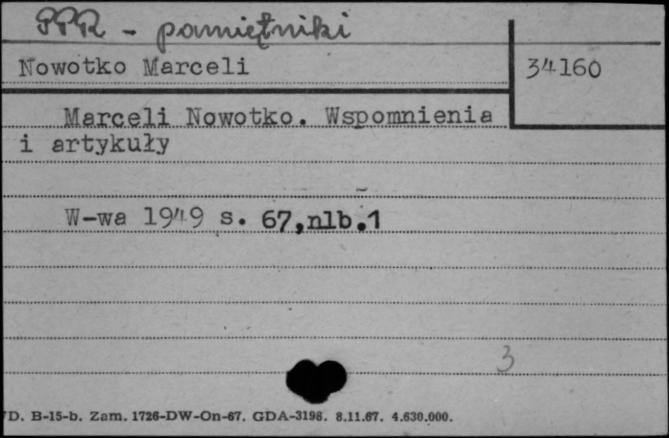 PPR - pamiętniki
Nowotko Marceli
34160
Marceli Nowotko. Wspomnienia
i artykuły
W-wa 1949 s. 67,nlb.1
3
D. B-15-b. Zam. 1726-DW-On-67. GDA-3198. 8.11.67. 4.630.000.